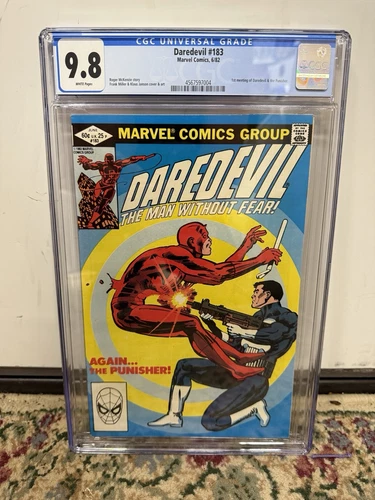 CGC UNIVERSAL GRADE
9.8
WHITE Pages
Daredevil #183
Marvel Comics, 6/82
Roger McKenzie story
Frank Miller & Klaus Janson cover & art
1st meeting of Daredevil &
4567597004
JUNE
60¢ U.K. 25p
#183
MARVEL COMICS GROUP
DAREDEVIL
THE MAN WITHOUT FEAR!
AGAIN...
THE PUNISHER!